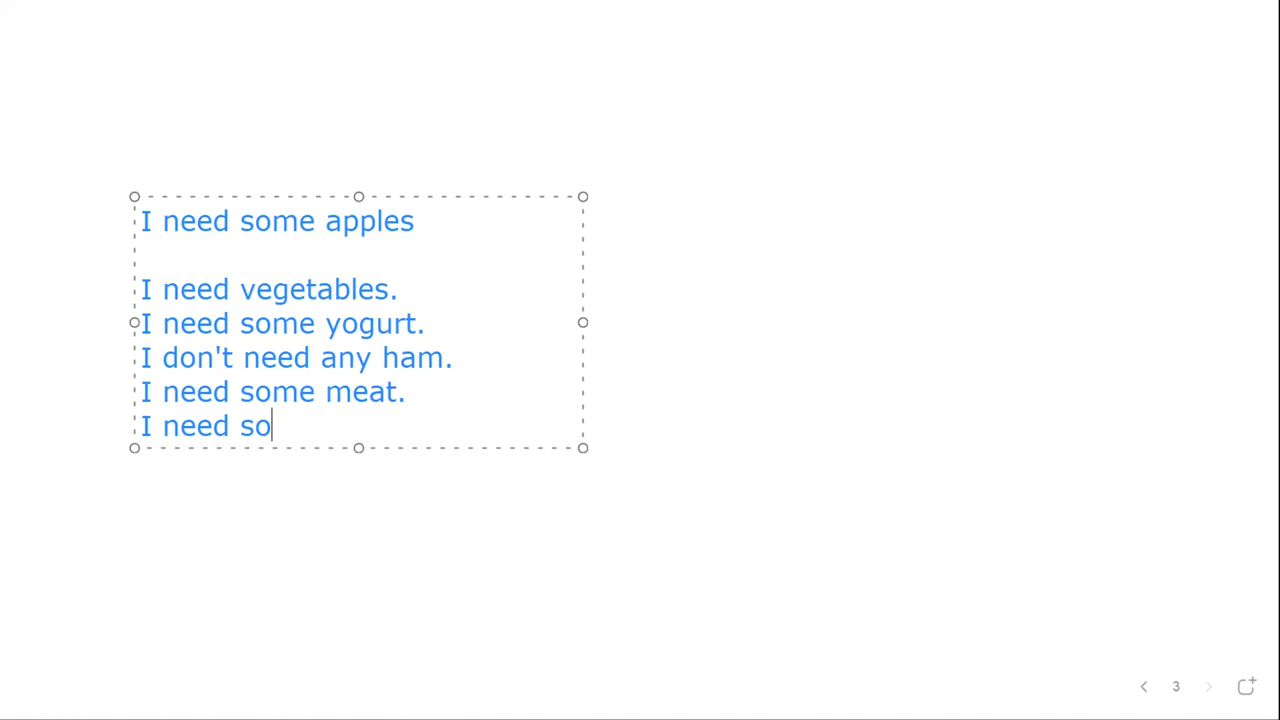 I need some apples
I need vegetables.
I need some yogurt.
I don't need any ham.
I need some meat.
I need so
3